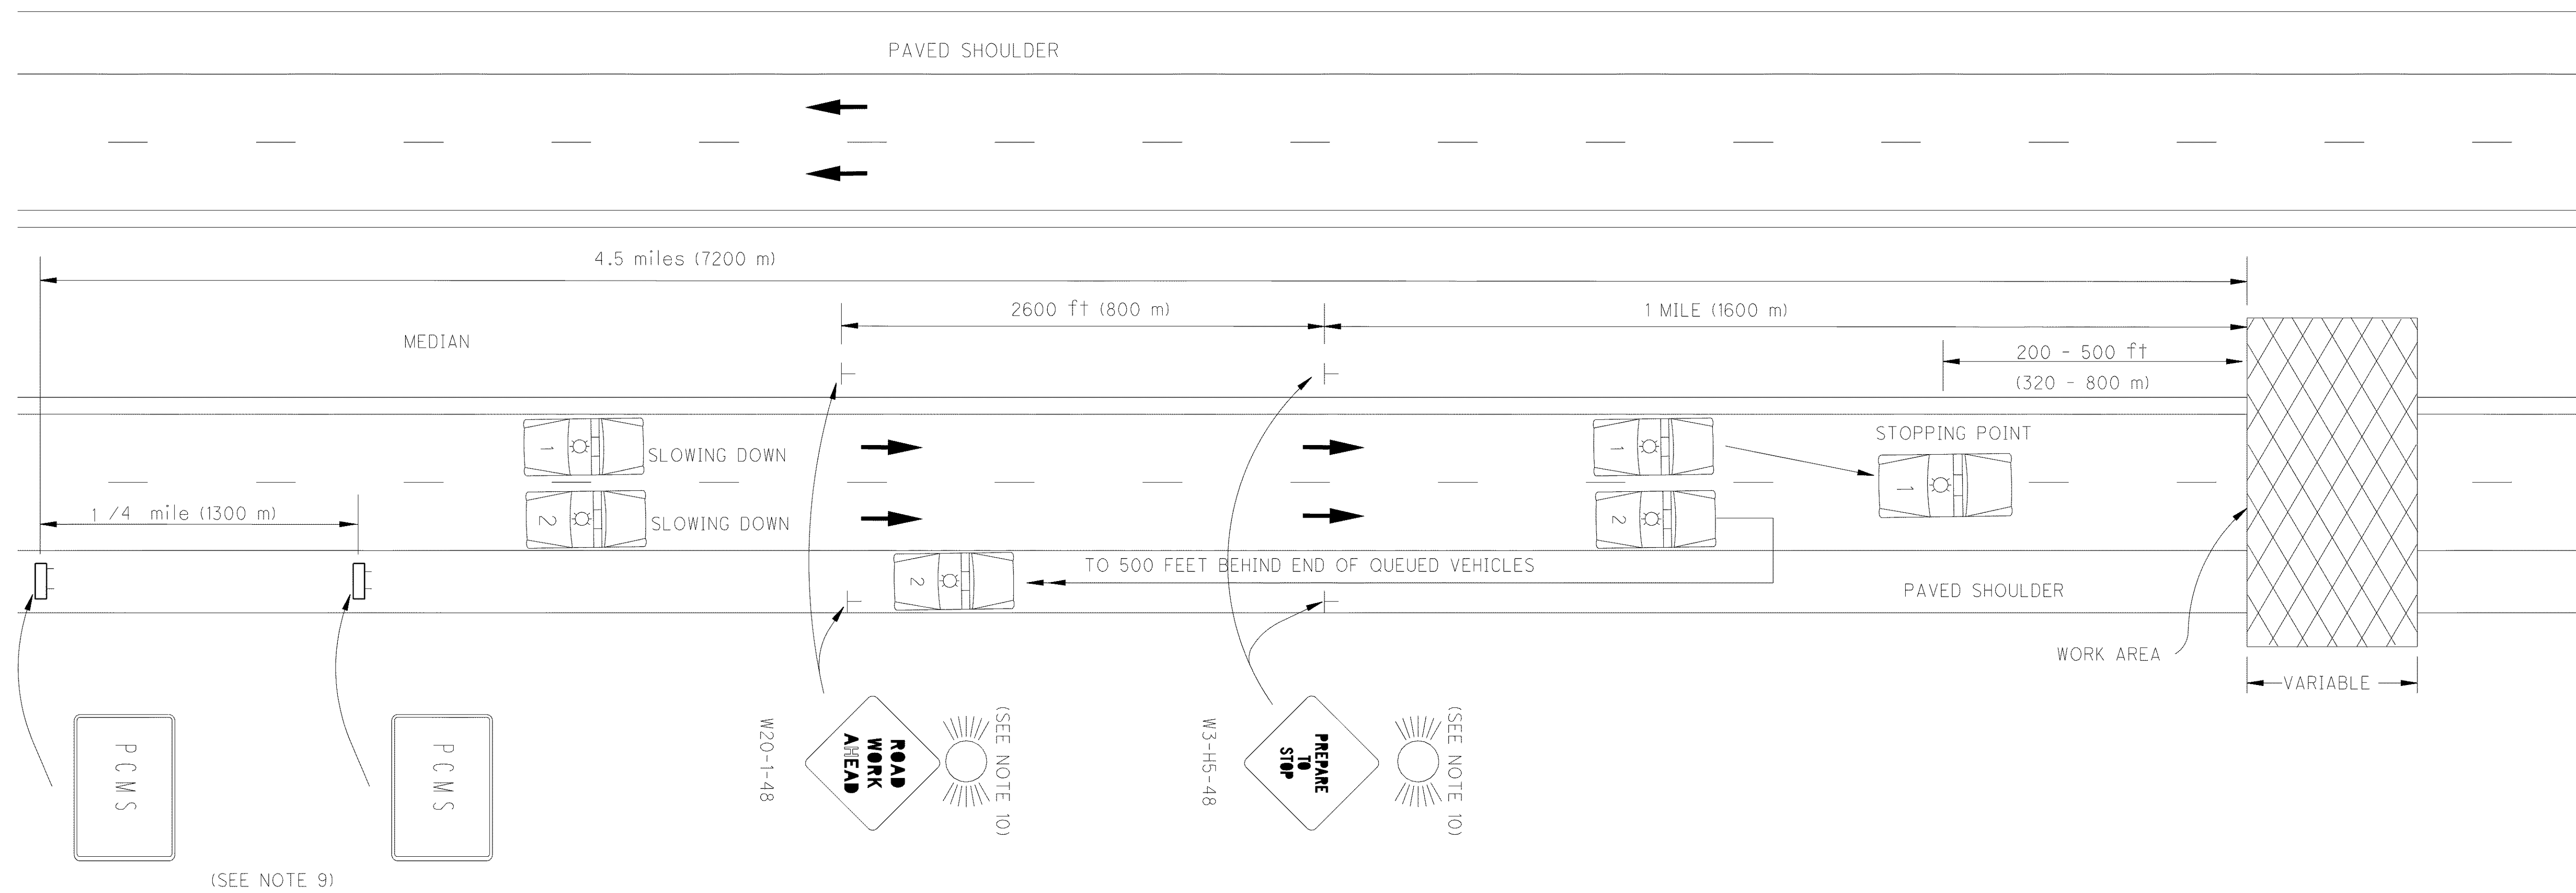 PAVED SHOULDER
4.5 miles (7200 m)
2600 ft (800 m)
1 MILE (1600 m)
MEDIAN
200 - 500 ft
(320 - 800 m)
1
SLOWING DOWN
1
STOPPING POINT
1
1/4 mile (1300 m)
2
SLOWING DOWN
2
2
TO 500 FEET BEHIND END OF QUEUED VEHICLES
PAVED SHOULDER
WORK AREA
VARIABLE
PCMS
PCMS
(SEE NOTE 9)
W20-1-48
ROAD
WORK
AHEAD
(SEE NOTE 10)
W3-H5-48
PREPARE
TO
STOP
(SEE NOTE 10)